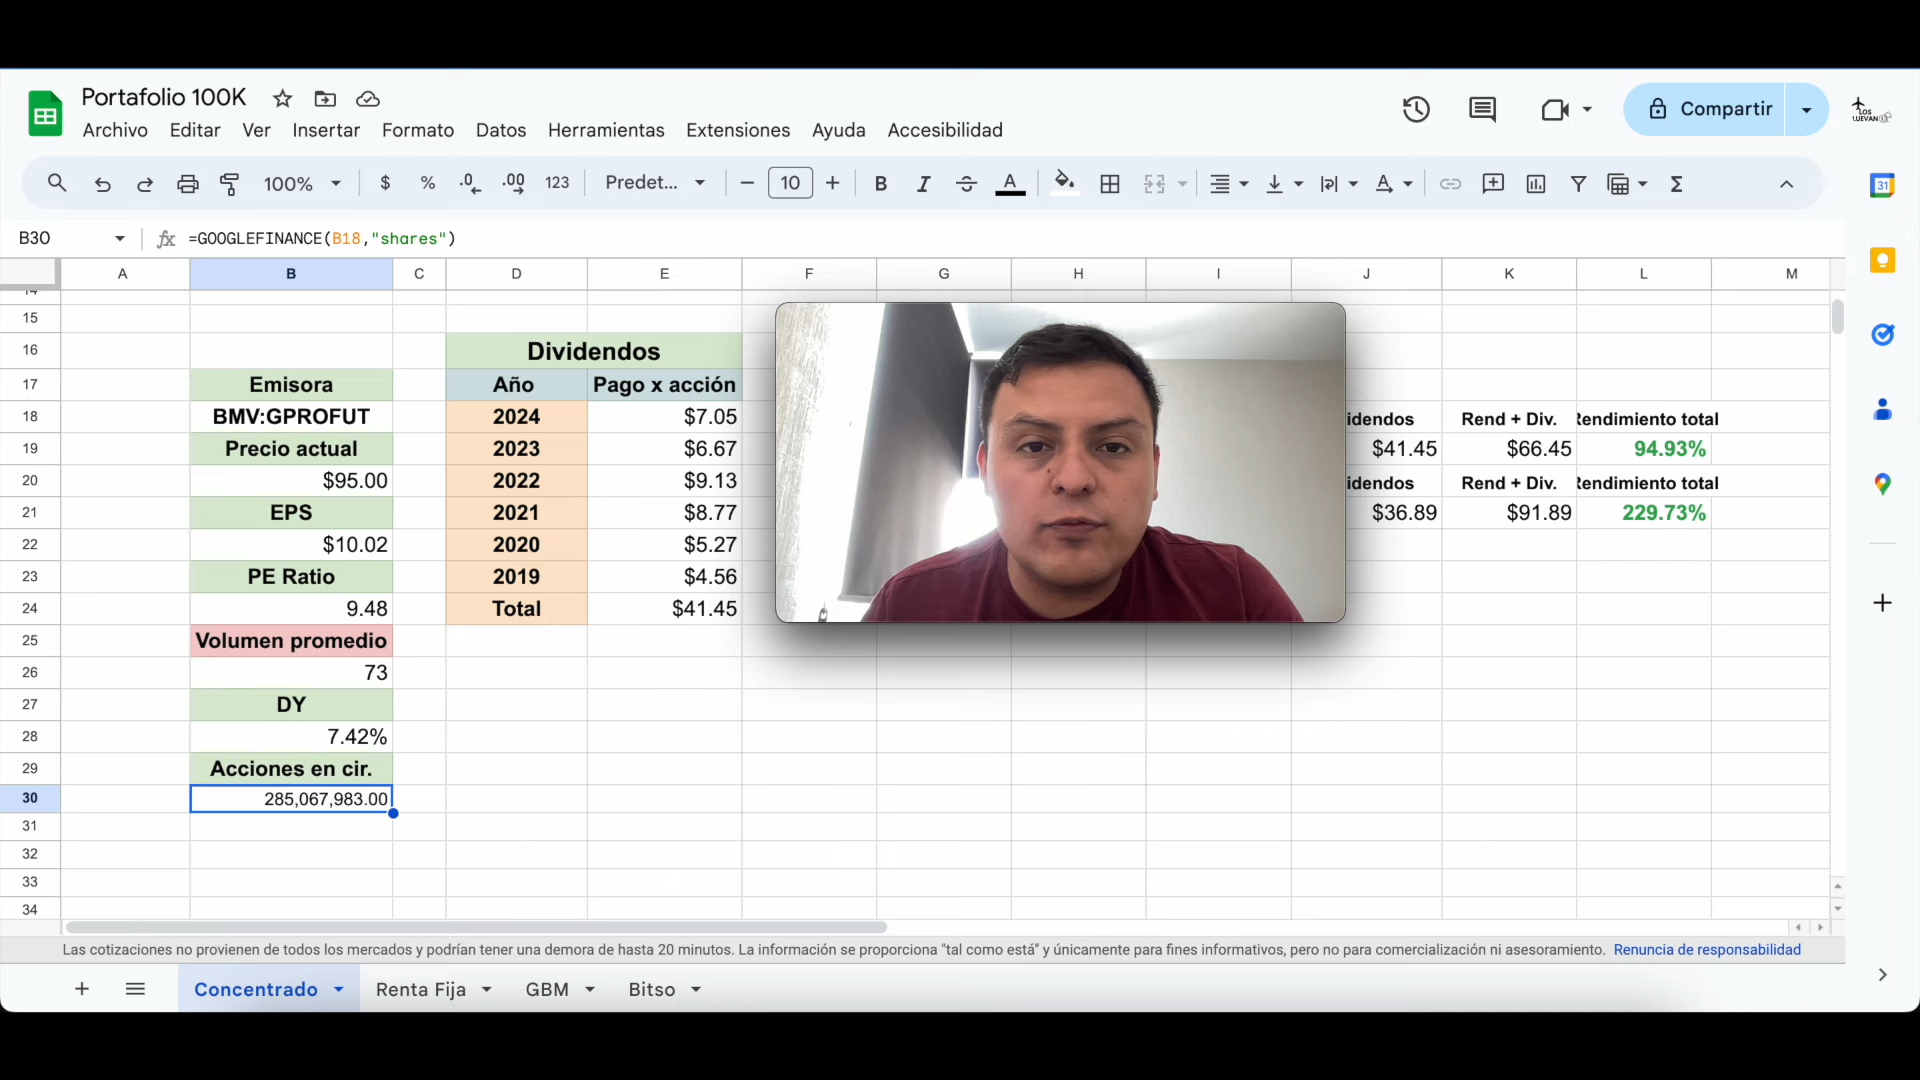 Portafolio 100K
Archivo Editar Ver Insertar Formato Datos Herramientas Extensiones Ayuda Accesibilidad
Compartir
LOS
100% $ % .0 .00 123 Predet... 10 B I A
31
B30 fx =GOOGLEFINANCE(B18,"shares")
A B C D E F G H I J K L M
14
15
16 Dividendos
17 Emisora Año Pago x acción
18 BMV:GPROFUT 2024 $7.05 Rend + Div. Rendimiento total
19 Precio actual 2023 $6.67 $41.45 $66.45 94.93%
20 $95.00 2022 $9.13 Rend + Div. Rendimiento total
21 EPS 2021 $8.77 $36.89 $91.89 229.73%
22 $10.02 2020 $5.27
23 PE Ratio 2019 $4.56
24 9.48 Total $41.45
25 Volumen promedio
26 73
27 DY
28 7.42%
29 Acciones en cir.
30 285,067,983.00
31
32
33
34
Las cotizaciones no provienen de todos los mercados y podrían tener una demora de hasta 20 minutos. La información se proporciona "tal como está" y únicamente para fines informativos, pero no para comercialización ni asesoramiento. Renuncia de responsabilidad
Concentrado Renta Fija GBM Bitso